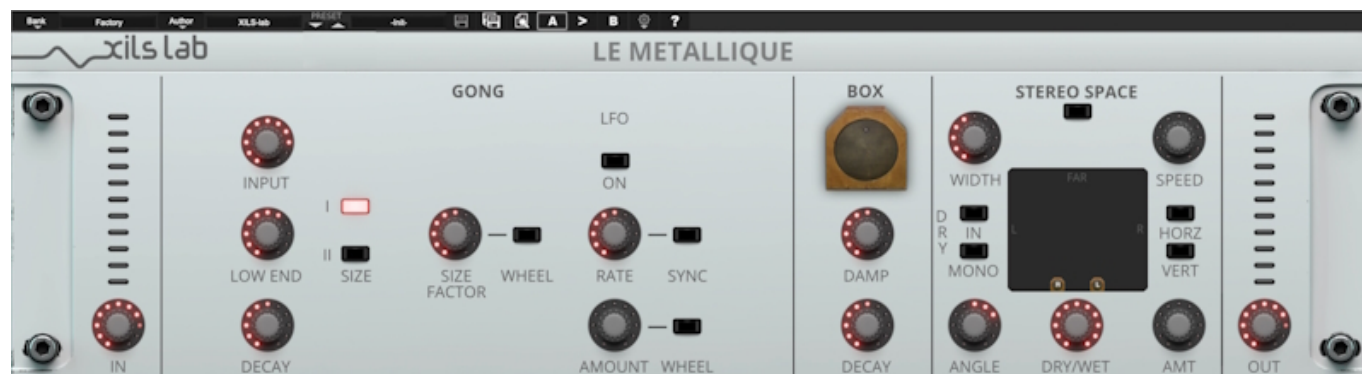 Bank Factory Author XILS-lab PRESET -Init- A > B ?
xils lab LE METALLIQUE
GONG
BOX
STEREO SPACE
LFO
INPUT
ON
WIDTH
FAR
SPEED
I
II
LOW END
SIZE
SIZE
FACTOR
WHEEL
RATE
SYNC
DAMP
D
R
Y
IN
MONO
L
R
HORZ
VERT
R
L
IN
DECAY
AMOUNT
WHEEL
DECAY
ANGLE
DRY/WET
AMT
OUT